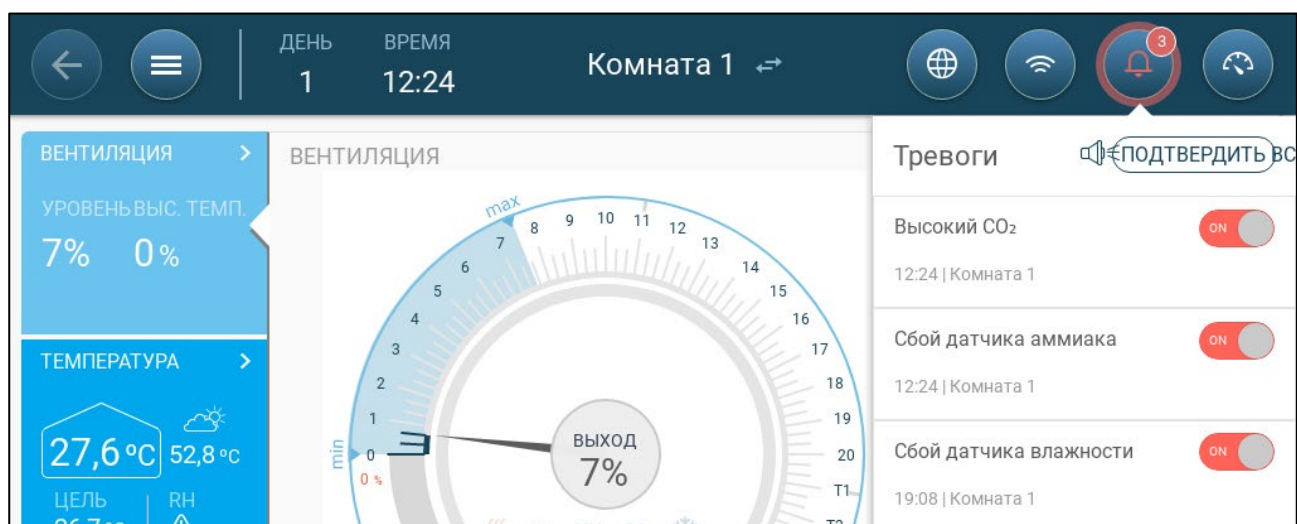 ДЕНЬ ВРЕМЯ
1 12:24
Комната 1
3
ВЕНТИЛЯЦИЯ
УРОВЕНЬ ВЫС. ТЕМП.
7% 0 %
ТЕМПЕРАТУРА
27,6 ºC 52,8 ºC
ЦЕЛЬ RH
ВЕНТИЛЯЦИЯ
min 0 1 2 3 4 5 6 7 max 8 9 10 11 12 13 14 15 16 17 18 19 20 T1
0 %
ВЫХОД
7%
Тревоги
ПОДТВЕРДИТЬ ВС
Высокий CO₂
ON
12:24 | Комната 1
Сбой датчика аммиака
ON
12:24 | Комната 1
Сбой датчика влажности
ON
19:08 | Комната 1